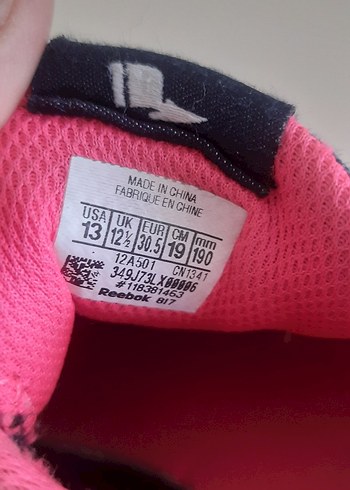 MADE IN CHINA
FABRIQUE EN CHINE
USA UK EUR CM mm
13 12½ 30.5 19 190
12A501 CN134T
349J73LX00006
#118381463
Reebok 817